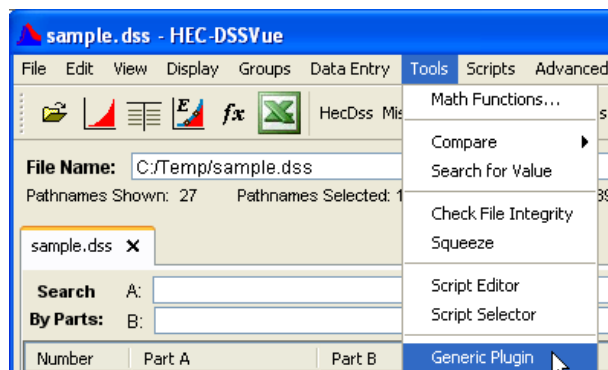 sample.dss - HEC-DSSVue
File Edit View Display Groups Data Entry Tools Scripts Advanced
E fx HecDss
Math Functions...
Compare
Search for Value
File Name: C:/Temp/sample.dss
Pathnames Shown: 27 Pathnames Selected: 1
Check File Integrity
Squeeze
sample.dss
Search A:
By Parts: B:
Script Editor
Script Selector
Number Part A Part B
Generic Plugin